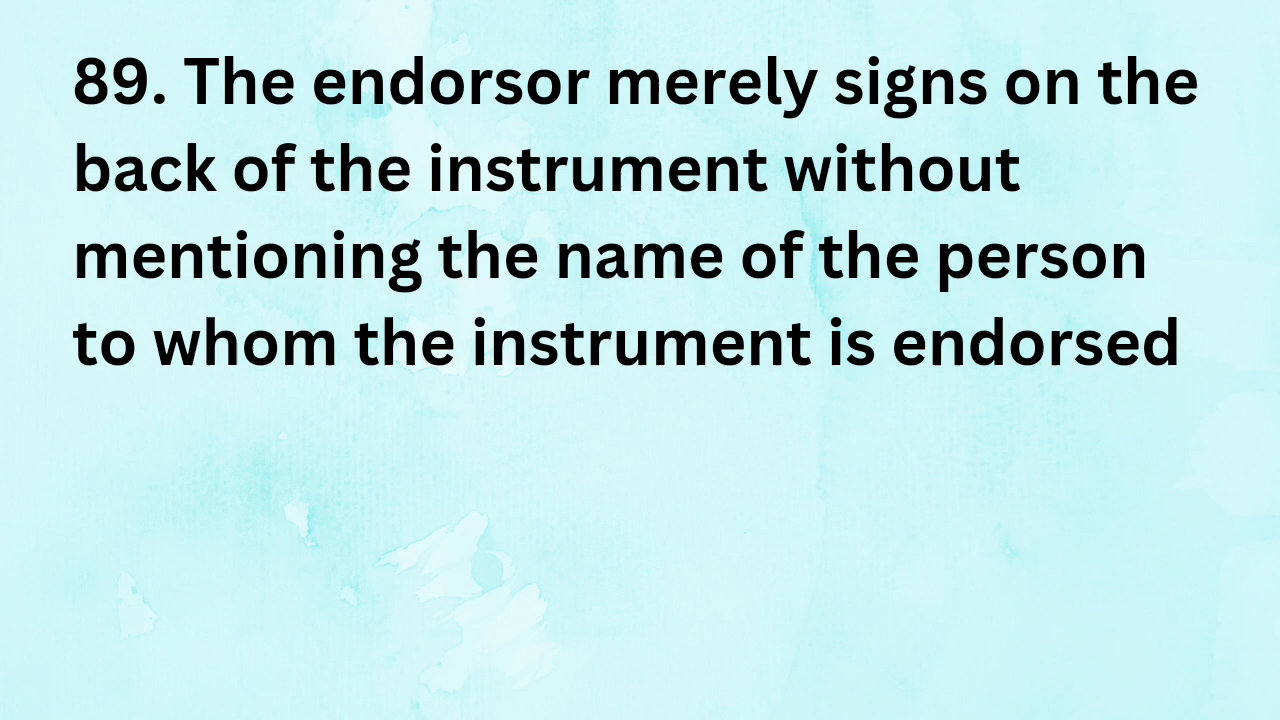 89. The endorsor merely signs on the
back of the instrument without
mentioning the name of the person
to whom the instrument is endorsed